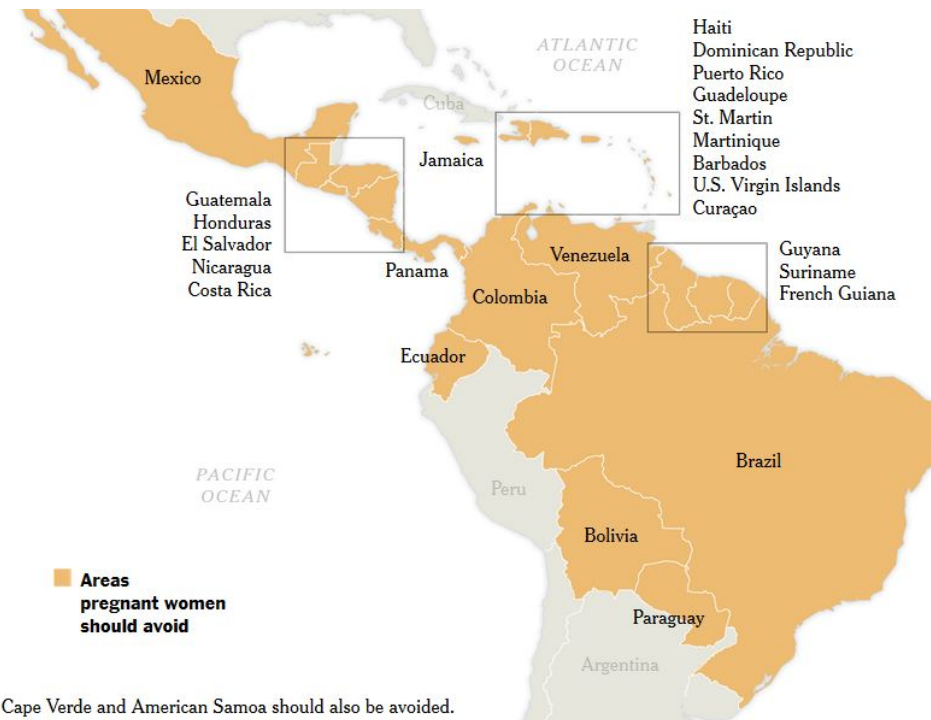 Haiti
Dominican Republic
Puerto Rico
Guadeloupe
St. Martin
Martinique
Barbados
U.S. Virgin Islands
Curaçao
ATLANTIC
OCEAN
Mexico
Cuba
Jamaica
Guatemala
Honduras
El Salvador
Nicaragua
Costa Rica
Panama
Venezuela
Guyana
Suriname
French Guiana
Colombia
Ecuador
Brazil
PACIFIC
OCEAN
Peru
Bolivia
Areas
pregnant women
should avoid
Paraguay
Argentina
Cape Verde and American Samoa should also be avoided.